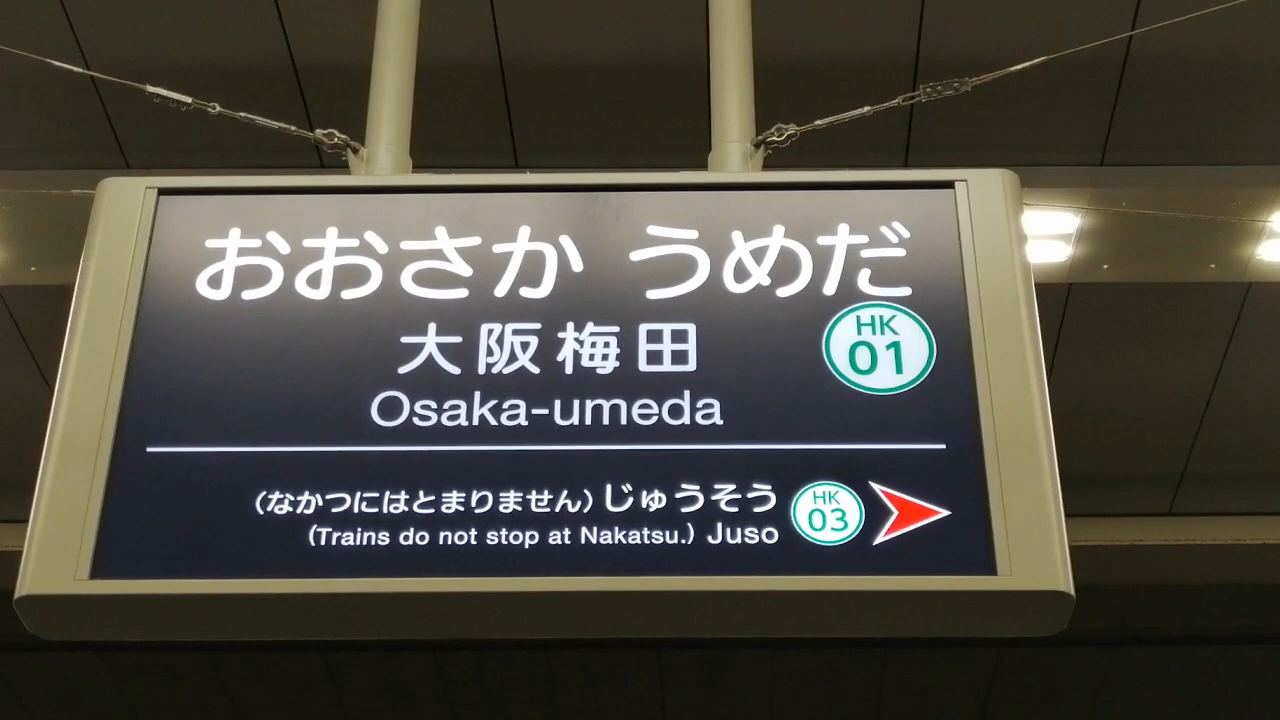 おおさか うめだ
大阪梅田
HK
01
Osaka-umeda
(なかつにはとまりません) じゅうそう
(Trains do not stop at Nakatsu.) Juso
HK
03